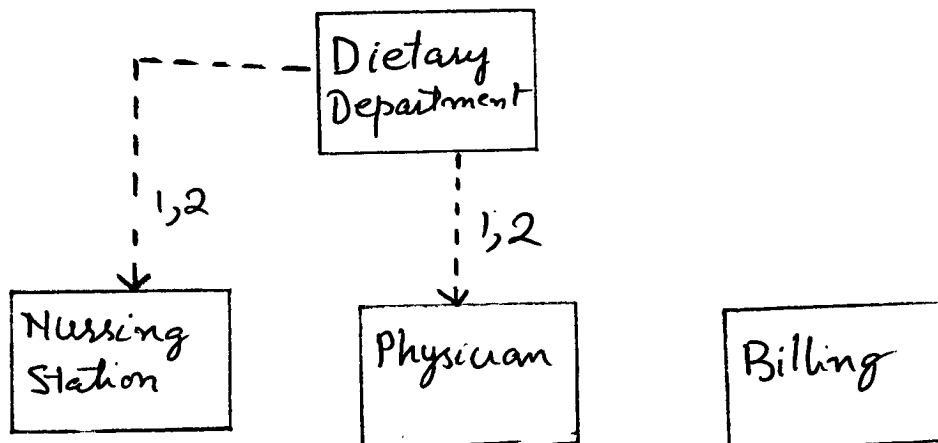 Dietary
Department
1,2
1,2
Nursing
Station
Physician
Billing